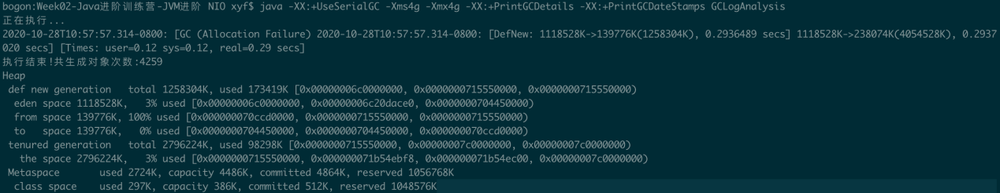 bogon:Week02-Java进阶训练营-JVM进阶 NIO xyf$ java -XX:+UseSerialGC -Xms4g -Xmx4g -XX:+PrintGCDetails -XX:+PrintGCDateStamps GCLogAnalysis
正在执行...
2020-10-28T10:57:57.314-0800: [GC (Allocation Failure) 2020-10-28T10:57:57.314-0800: [DefNew: 1118528K->139776K(1258304K), 0.2936489 secs] 1118528K->238074K(4054528K), 0.2937
020 secs] [Times: user=0.12 sys=0.12, real=0.29 secs]
执行结束!共生成对象次数:4259
Heap
 def new generation   total 1258304K, used 173419K [0x00000006c0000000, 0x0000000715550000, 0x0000000715550000)
  eden space 1118528K,   3% used [0x00000006c0000000, 0x00000006c20dace0, 0x0000000704450000)
  from space 139776K, 100% used [0x000000070ccd0000, 0x0000000715550000, 0x0000000715550000)
  to   space 139776K,   0% used [0x0000000704450000, 0x0000000704450000, 0x000000070ccd0000)
 tenured generation   total 2796224K, used 98298K [0x0000000715550000, 0x00000007c0000000, 0x00000007c0000000)
   the space 2796224K,   3% used [0x0000000715550000, 0x000000071b54ebf8, 0x000000071b54ec00, 0x00000007c0000000)
 Metaspace       used 2724K, capacity 4486K, committed 4864K, reserved 1056768K
  class space    used 297K, capacity 386K, committed 512K, reserved 1048576K